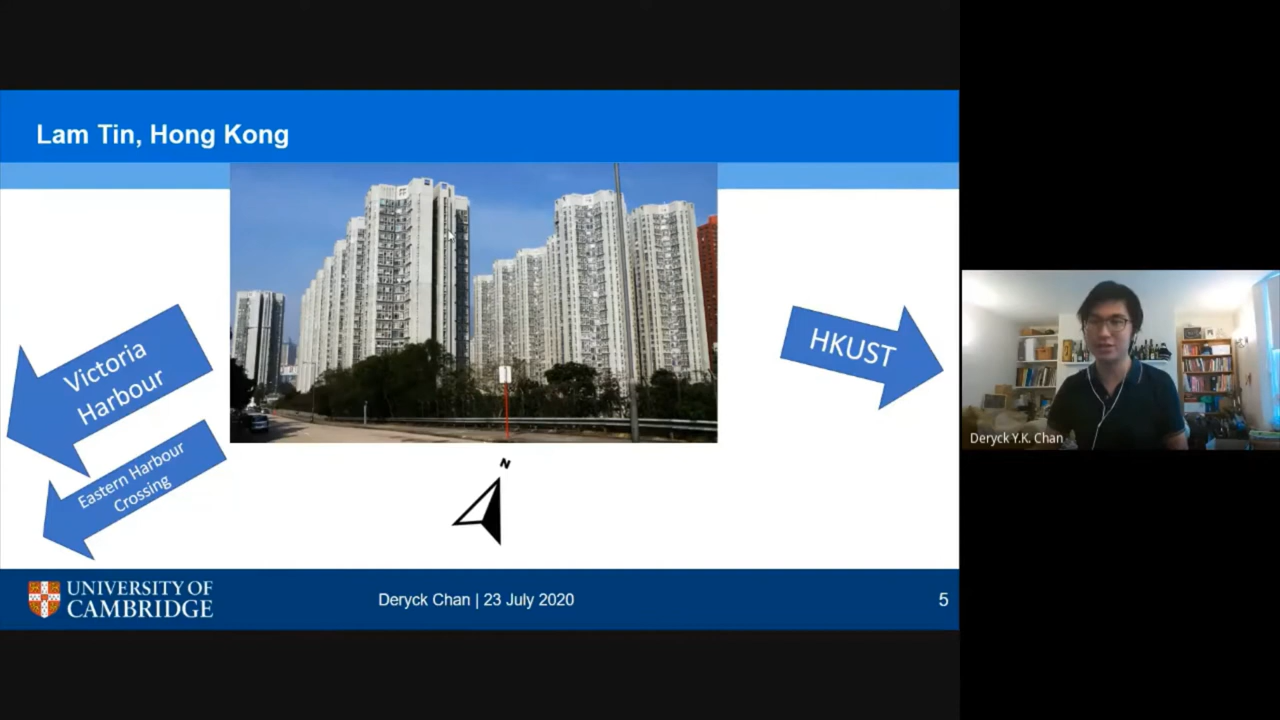 Lam Tin, Hong Kong
Victoria
Harbour
Eastern Harbour
Crossing
HKUST
N
Deryck Y.K. Chan
UNIVERSITY OF
CAMBRIDGE
Deryck Chan | 23 July 2020
5